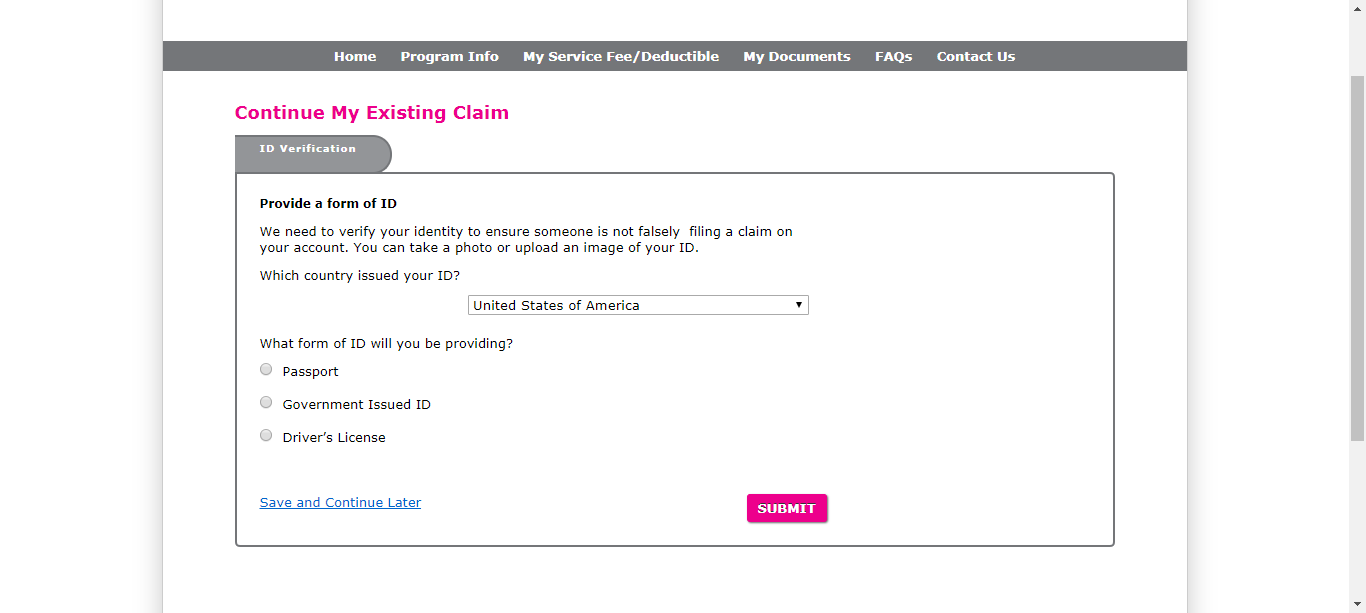 Home Program Info My Service Fee/Deductible My Documents FAQs Contact Us
Continue My Existing Claim
ID Verification
Provide a form of ID
We need to verify your identity to ensure someone is not falsely  filing a claim on
your account. You can take a photo or upload an image of your ID.
Which country issued your ID?
United States of America
What form of ID will you be providing?
Passport
Government Issued ID
Driver’s License
Save and Continue Later
SUBMIT